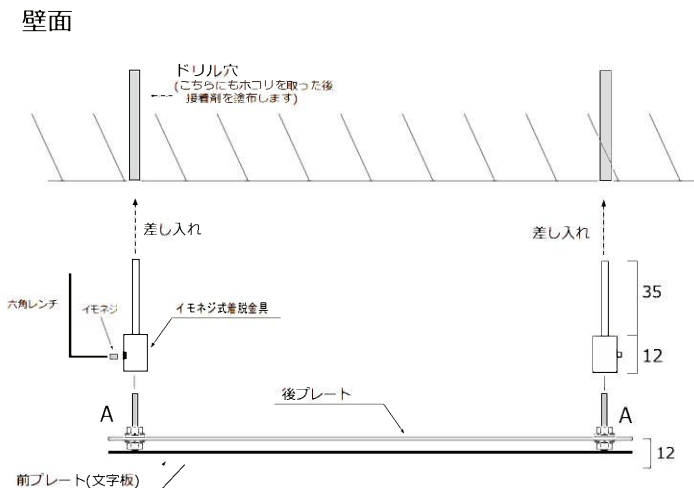 壁面
ドリル穴
(こちらにもホコリを取った後
接着剤を塗布します)
差し入れ
差し入れ
六角レンチ
イモネジ
イモネジ式着脱金具
35
12
A
後プレート
A
12
前プレート(文字板)